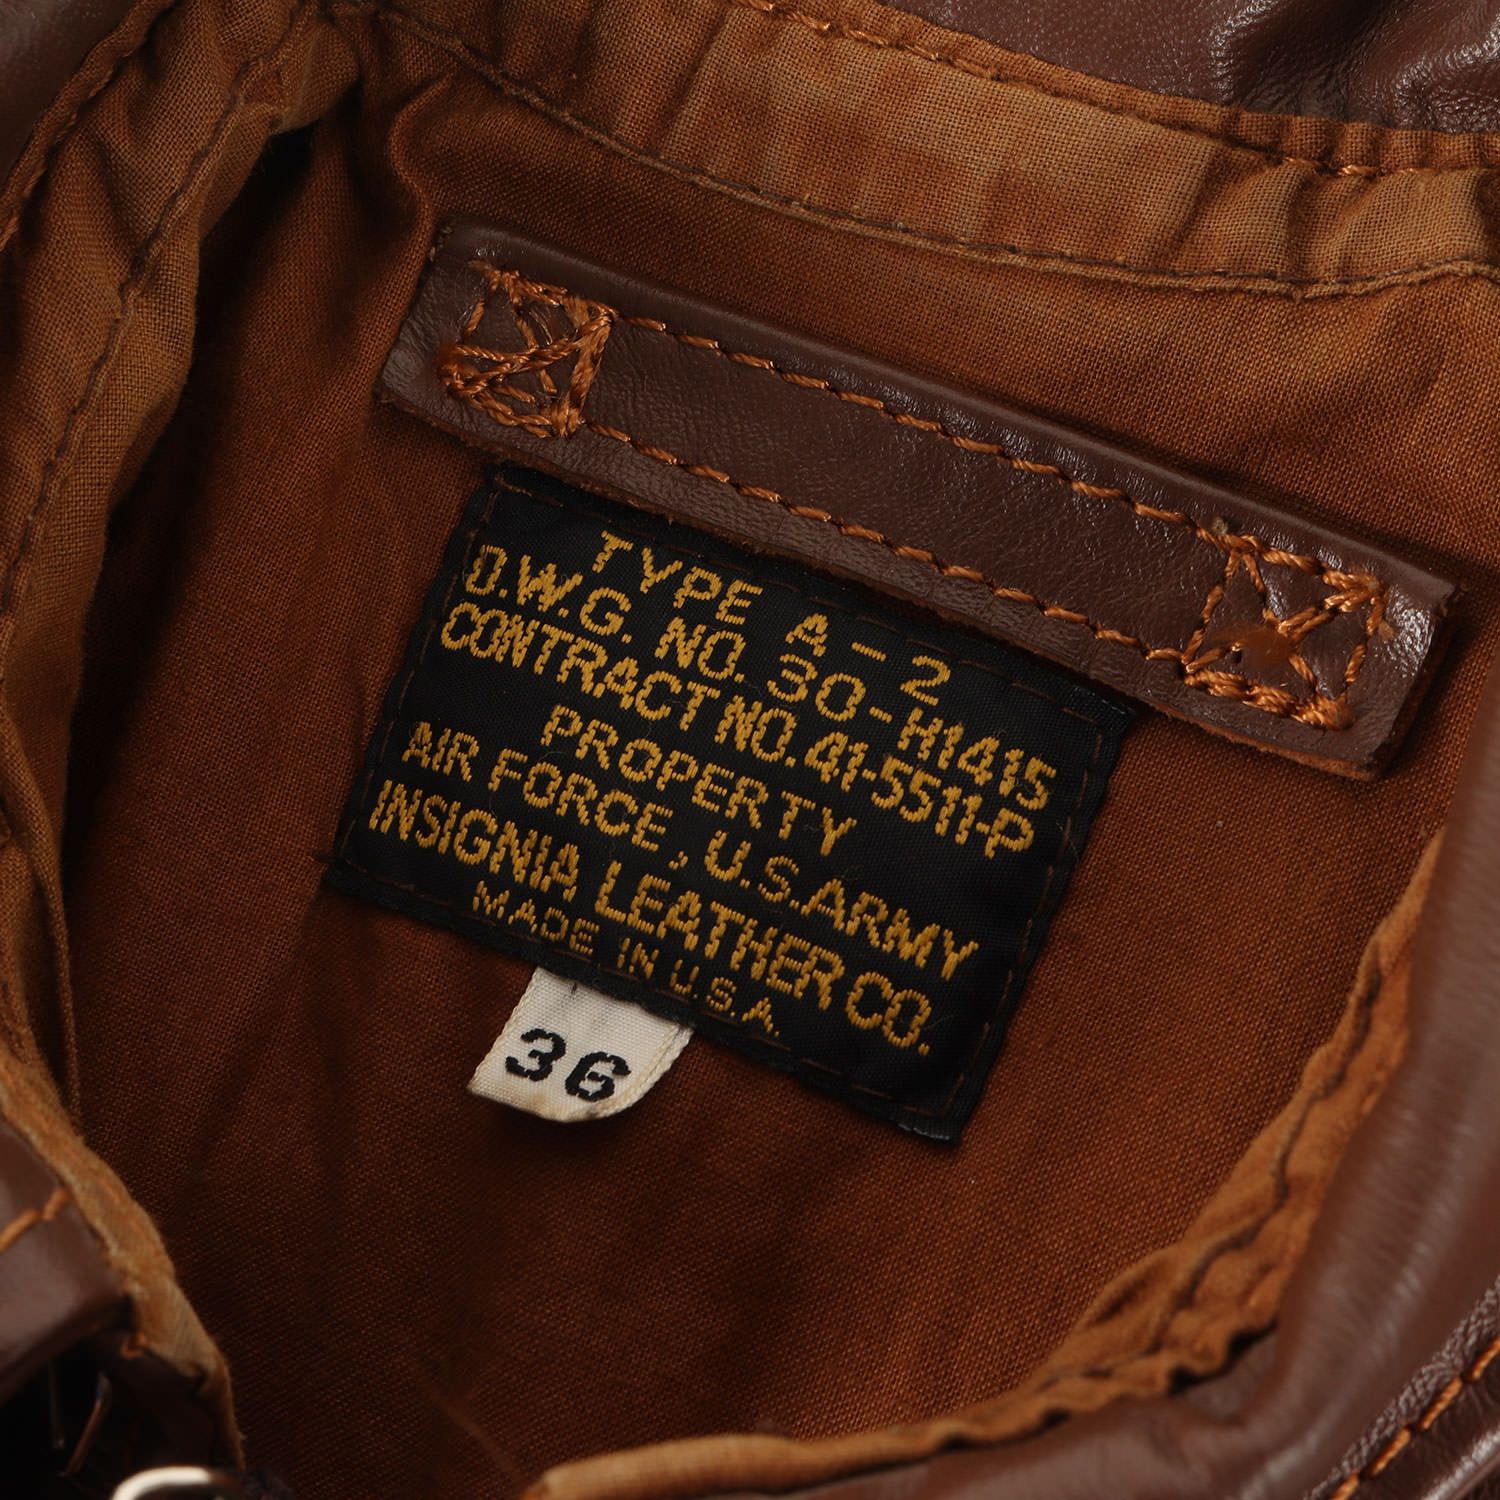 TYPE A-2
D.W.G. NO. 30-H1415
CONTRACT NO. 41-5511-P
PROPERTY
AIR FORCE, U.S. ARMY
INSIGNIA LEATHER CO.
MADE IN U.S.A.
36